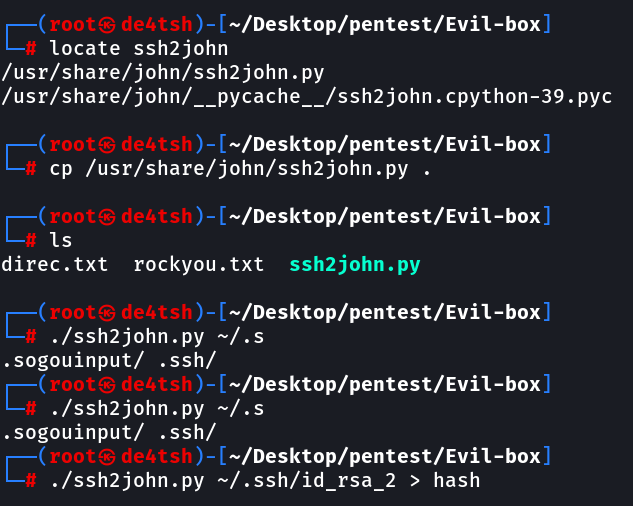 ┌──(root㉿de4tsh)-[~/Desktop/pentest/Evil-box]
└─# locate ssh2john
/usr/share/john/ssh2john.py
/usr/share/john/__pycache__/ssh2john.cpython-39.pyc
┌──(root㉿de4tsh)-[~/Desktop/pentest/Evil-box]
└─# cp /usr/share/john/ssh2john.py .
┌──(root㉿de4tsh)-[~/Desktop/pentest/Evil-box]
└─# ls
direc.txt  rockyou.txt  ssh2john.py
┌──(root㉿de4tsh)-[~/Desktop/pentest/Evil-box]
└─# ./ssh2john.py ~/.s
.sogouinput/ .ssh/
┌──(root㉿de4tsh)-[~/Desktop/pentest/Evil-box]
└─# ./ssh2john.py ~/.s
.sogouinput/ .ssh/
┌──(root㉿de4tsh)-[~/Desktop/pentest/Evil-box]
└─# ./ssh2john.py ~/.ssh/id_rsa_2 > hash